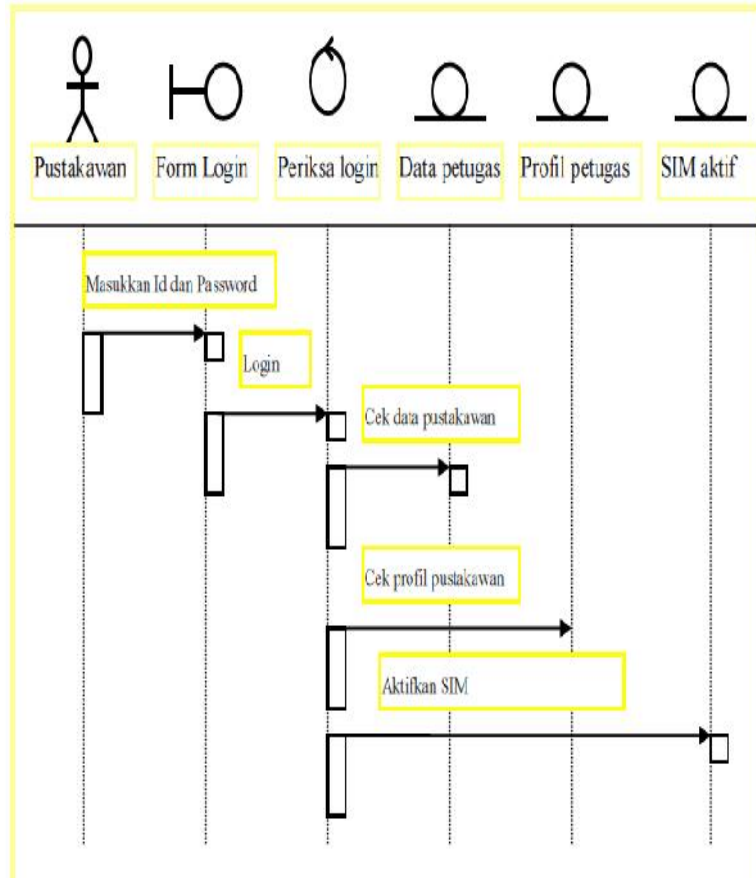 Pustakawan
Form Login
Periksa login
Data petugas
Profil petugas
SIM aktif
Masukkan Id dan Password
Login
Cek data pustakawan
Cek profil pustakawan
Aktifkan SIM